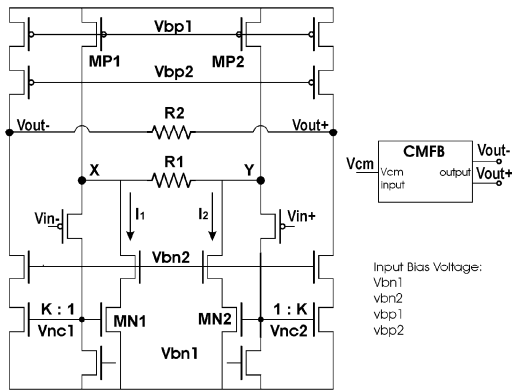 Vbp1
MP1 MP2
Vbp2
R2
Vout- Vout+
R1
X Y
Vin- I1 I2 Vin+
Vbn2
K : 1 1 : K
MN1 MN2
Vnc1 Vnc2
Vbn1
CMFB
Vcm Vcm output Vout-
input Vout+
Input Bias Voltage:
Vbn1
vbn2
vbp1
vbp2